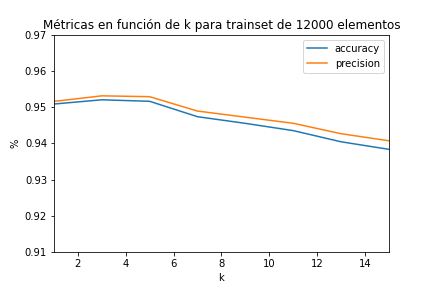 Métricas en función de k para trainset de 12000 elementos
0.97
0.96
0.95
0.94
0.93
0.92
0.91
%
accuracy
precision
2 4 6 8 10 12 14
k